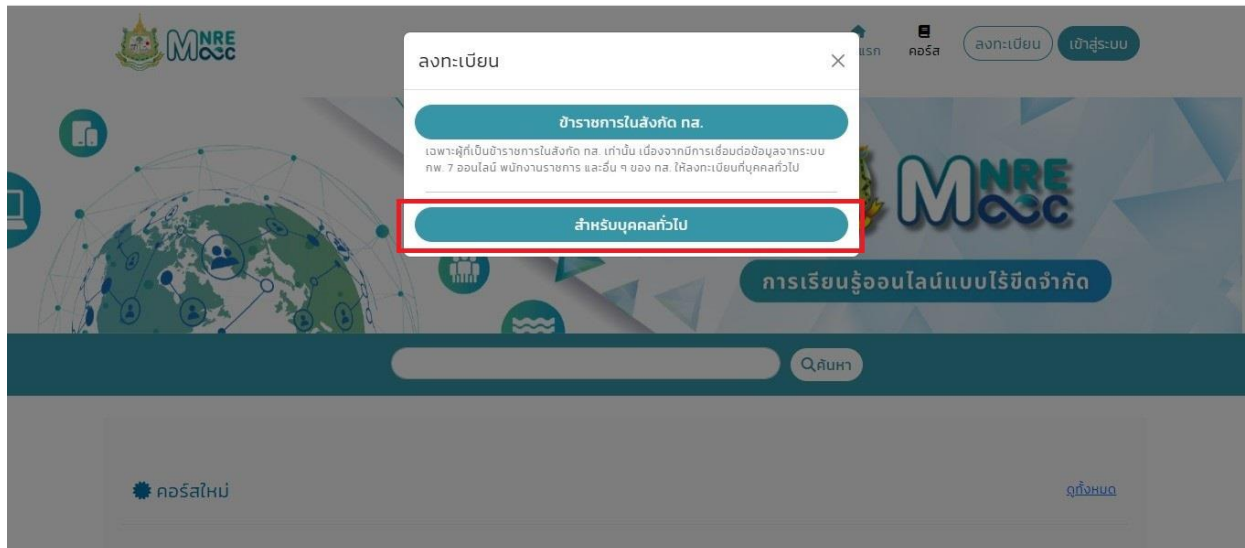 MNRE
MOOC
คอร์ส
ลงทะเบียน
เข้าสู่ระบบ
ลงทะเบียน
ข้าราชการในสังกัด ทส.
เฉพาะผู้ที่เป็นข้าราชการในสังกัด ทส. เท่านั้น เนื่องจากมีการเชื่อมต่อข้อมูลจากระบบ
กพ. 7 ออนไลน์ พนักงานราชการ และอื่น ๆ ของ ทส. ให้ลงทะเบียนที่บุคคลทั่วไป
สำหรับบุคคลทั่วไป
MNRE
MOOC
การเรียนรู้ออนไลน์แบบไร้ขีดจำกัด
ค้นหา
คอร์สใหม่
ดูทั้งหมด